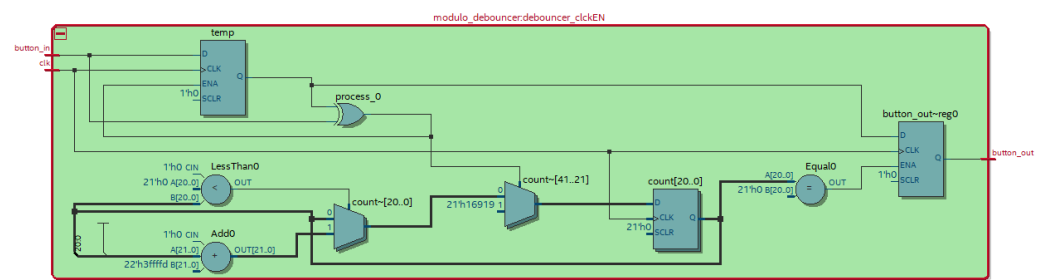 modulo_debouncer:debouncer_clckEN
button_in
clk
temp
D
CLK
ENA
1'h0 SCLR
Q
process_0
button_out~reg0
D
CLK
ENA
1'h0 SCLR
Q
button_out
LessThan0
1'h0 CIN
21'h0 A[20..0]
B[20..0]
<
OUT
count~[20..0]
0
1
count~[41..21]
0
21'h16919 1
count[20..0]
D
CLK
21'h0 SCLR
Q
Equal0
A[20..0]
21'h0 B[20..0]
=
OUT
20:0
Add0
1'h0 CIN
A[21..0]
22'h3ffffd B[21..0]
+
OUT[21..0]